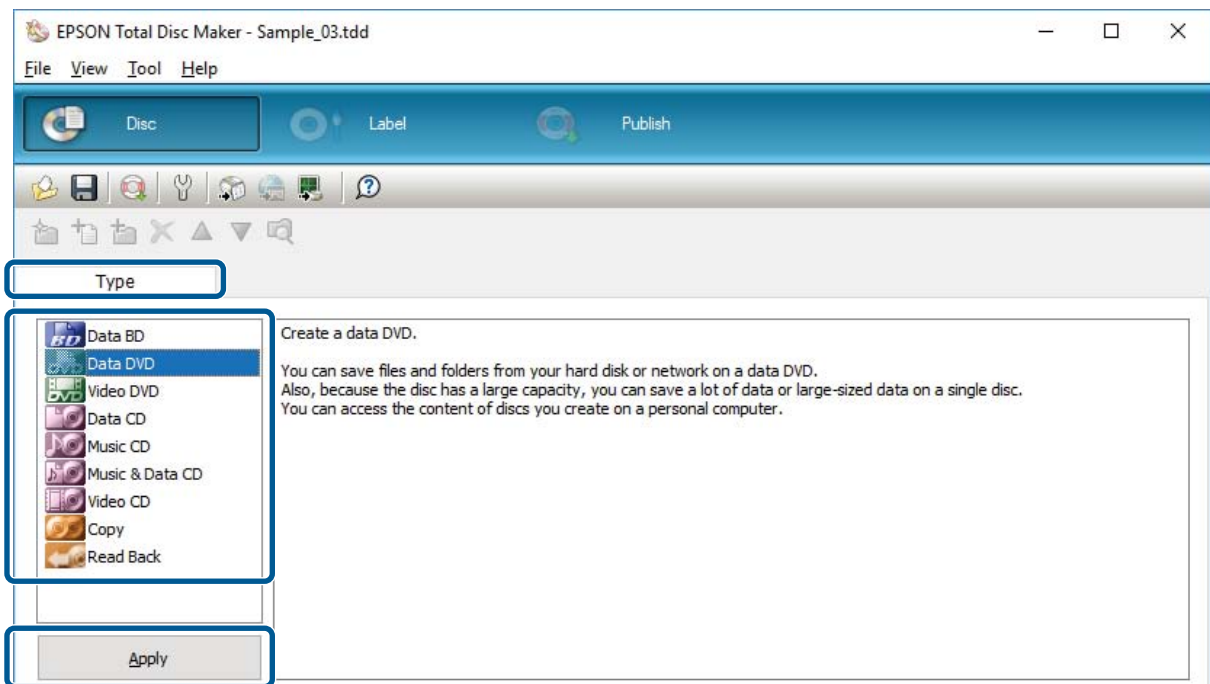 EPSON Total Disc Maker - Sample_03.tdd
File View Tool Help
Disc Label Publish
Type
Data BD
Data DVD
Video DVD
Data CD
Music CD
Music & Data CD
Video CD
Copy
Read Back
Create a data DVD.
You can save files and folders from your hard disk or network on a data DVD.
Also, because the disc has a large capacity, you can save a lot of data or large-sized data on a single disc.
You can access the content of discs you create on a personal computer.
Apply